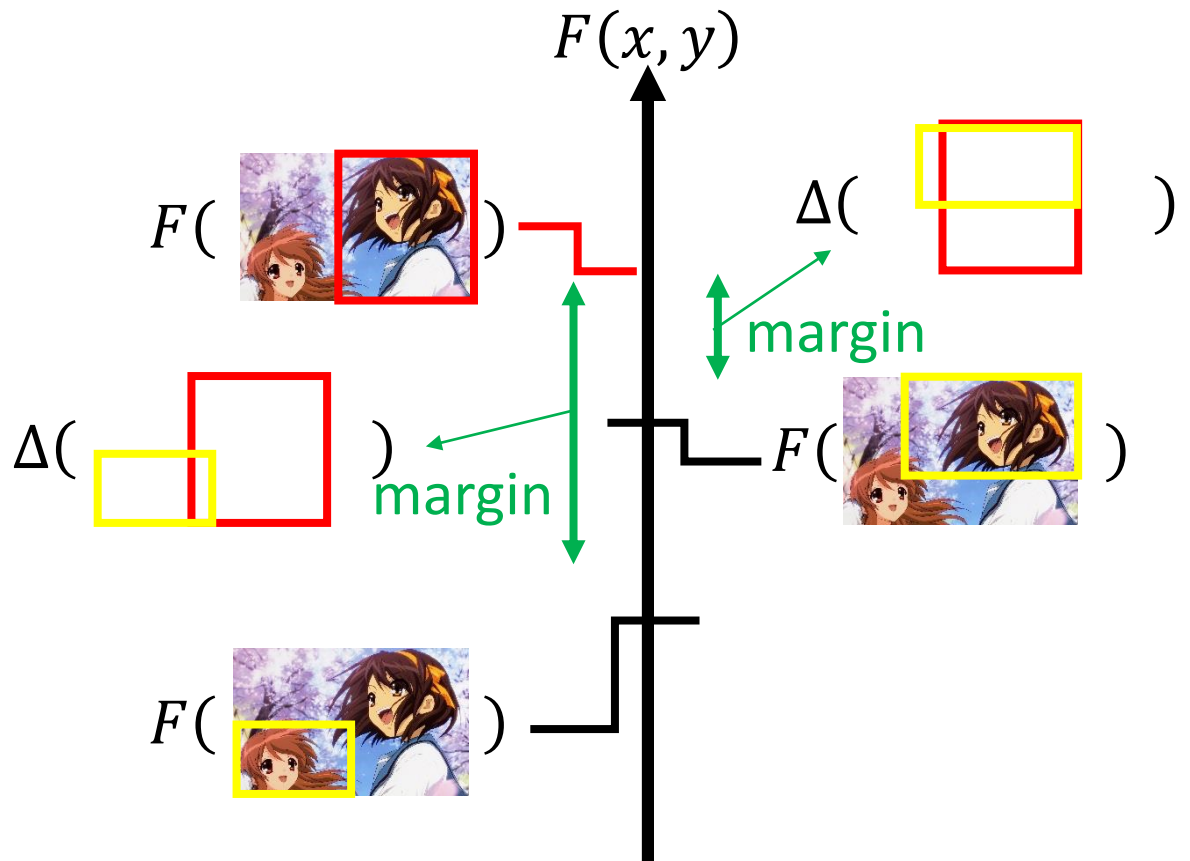 F(x, y)
F( )
Δ( )
margin
F( )
Δ( )
margin
F( )